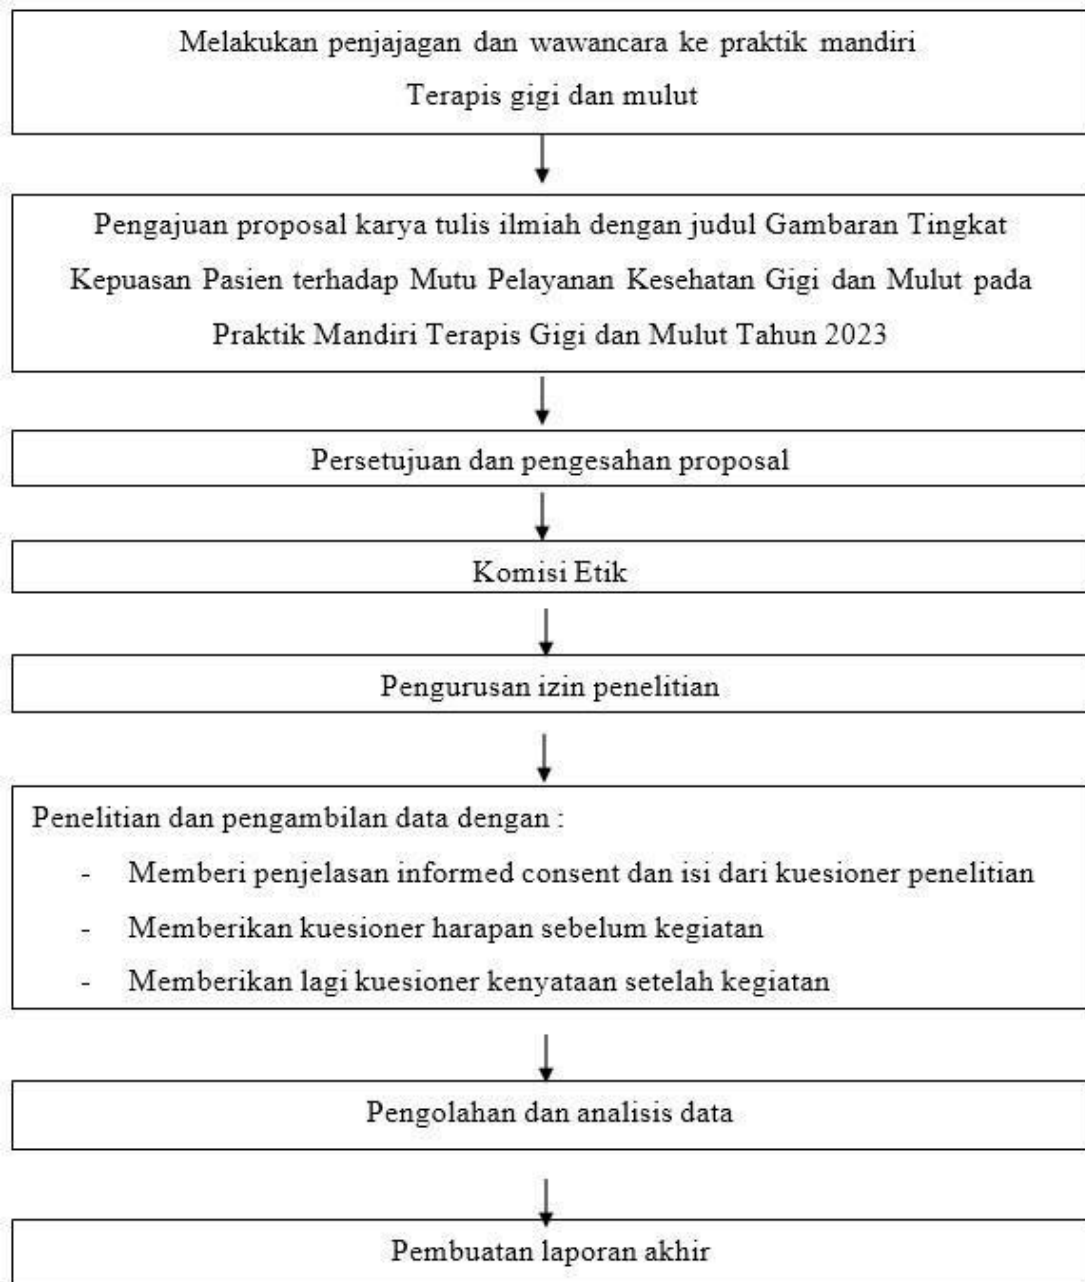 Melakukan penjajagan dan wawancara ke praktik mandiri
Terapis gigi dan mulut
Pengajuan proposal karya tulis ilmiah dengan judul Gambaran Tingkat
Kepuasan Pasien terhadap Mutu Pelayanan Kesehatan Gigi dan Mulut pada
Praktik Mandiri Terapis Gigi dan Mulut Tahun 2023
Persetujuan dan pengesahan proposal
Komisi Etik
Pengurusan izin penelitian
Penelitian dan pengambilan data dengan :
- Memberi penjelasan informed consent dan isi dari kuesioner penelitian
- Memberikan kuesioner harapan sebelum kegiatan
- Memberikan lagi kuesioner kenyataan setelah kegiatan
Pengolahan dan analisis data
Pembuatan laporan akhir